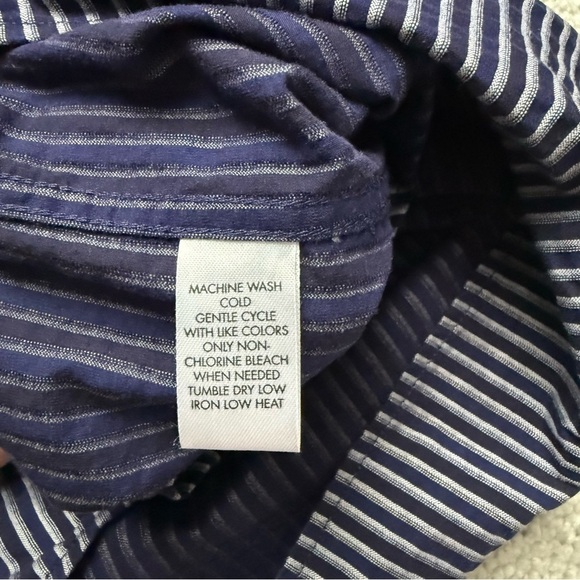 MACHINE WASH
COLD
GENTLE CYCLE
WITH LIKE COLORS
ONLY NON-
CHLORINE BLEACH
WHEN NEEDED
TUMBLE DRY LOW
IRON LOW HEAT